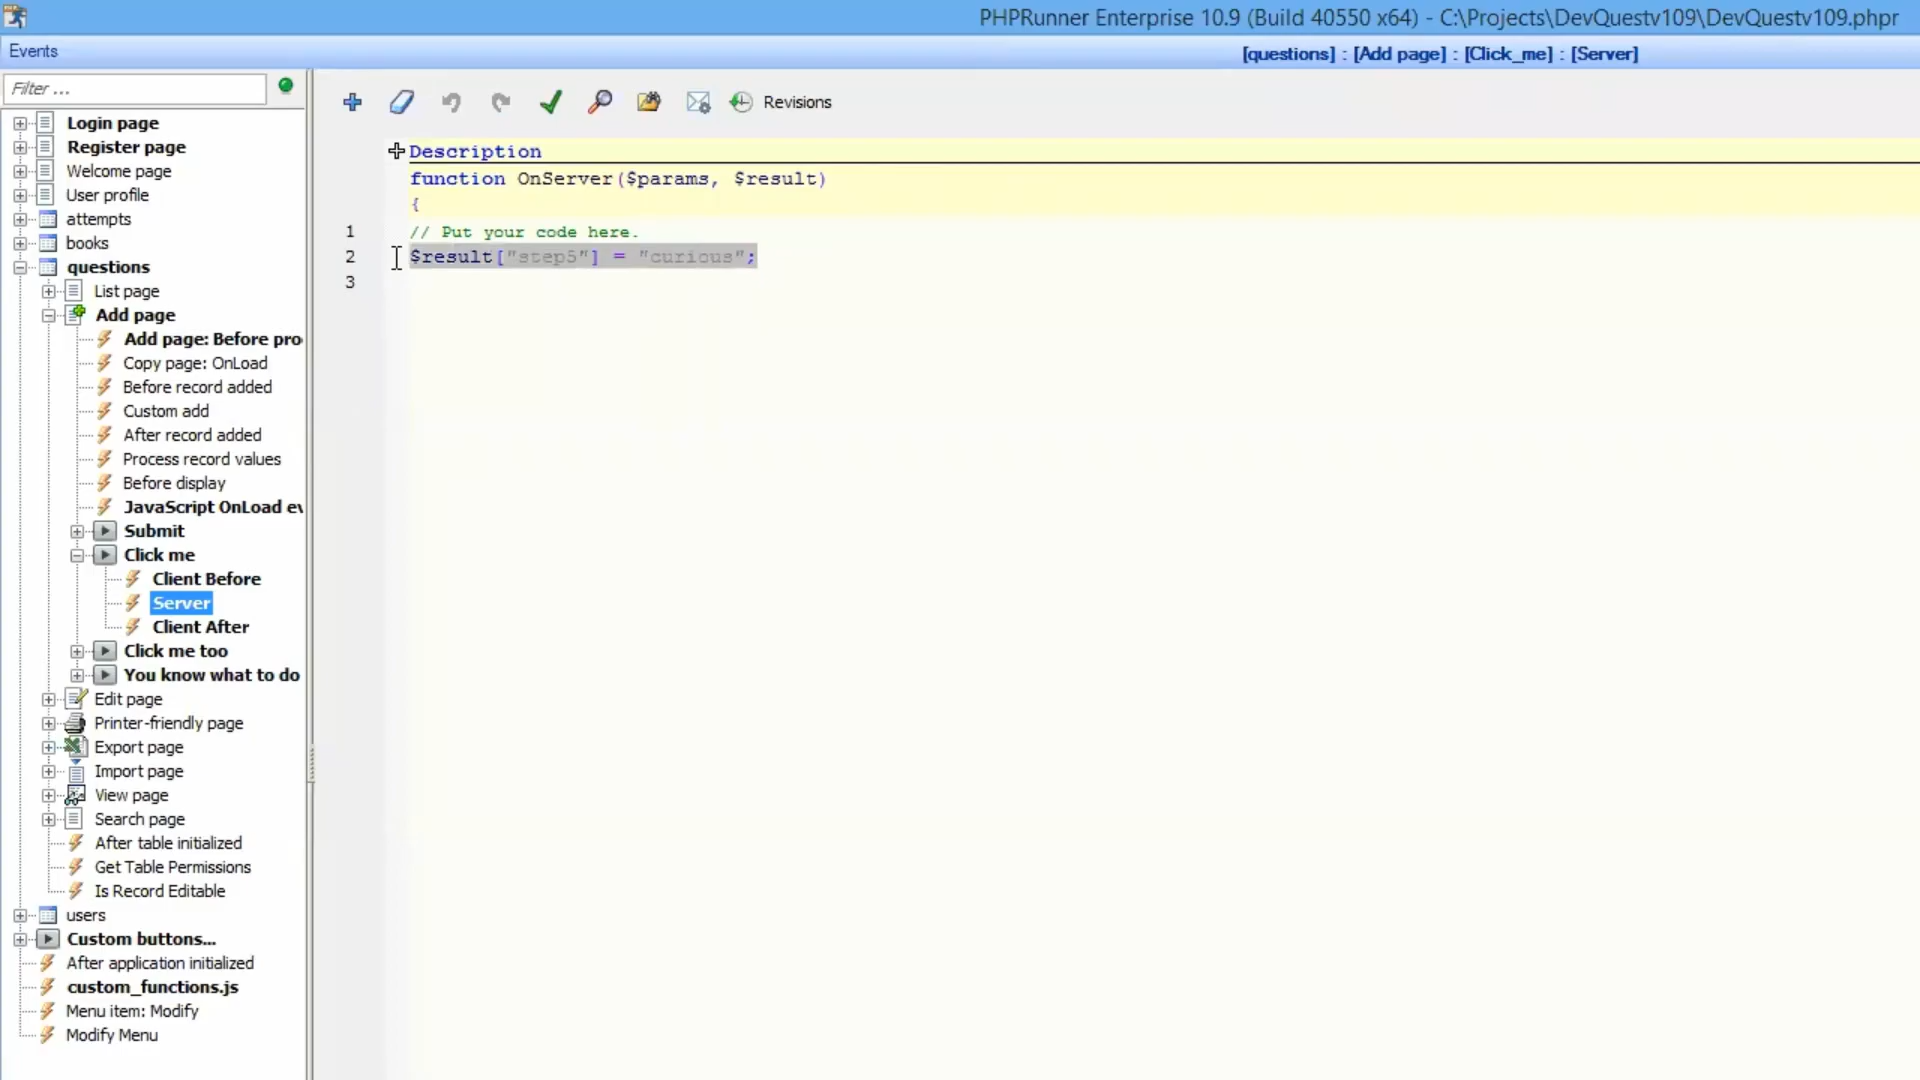 PHPRunner Enterprise 10.9 (Build 40550 x64) - C:\Projects\DevQuestv109\DevQuestv109.phpr
Events
[questions] : [Add page] : [Click_me] : [Server]
Filter ...
Revisions
Login page
Register page
Welcome page
User profile
attempts
books
questions
List page
Add page
Add page: Before pro
Copy page: OnLoad
Before record added
Custom add
After record added
Process record values
Before display
JavaScript OnLoad ev
Submit
Click me
Client Before
Server
Client After
Click me too
You know what to do
Edit page
Printer-friendly page
Export page
Import page
View page
Search page
After table initialized
Get Table Permissions
Is Record Editable
users
Custom buttons...
After application initialized
custom_functions.js
Menu item: Modify
Modify Menu
Description
function OnServer($params, $result)
{
1 // Put your code here.
2 $result["step5"] = "curious";
3